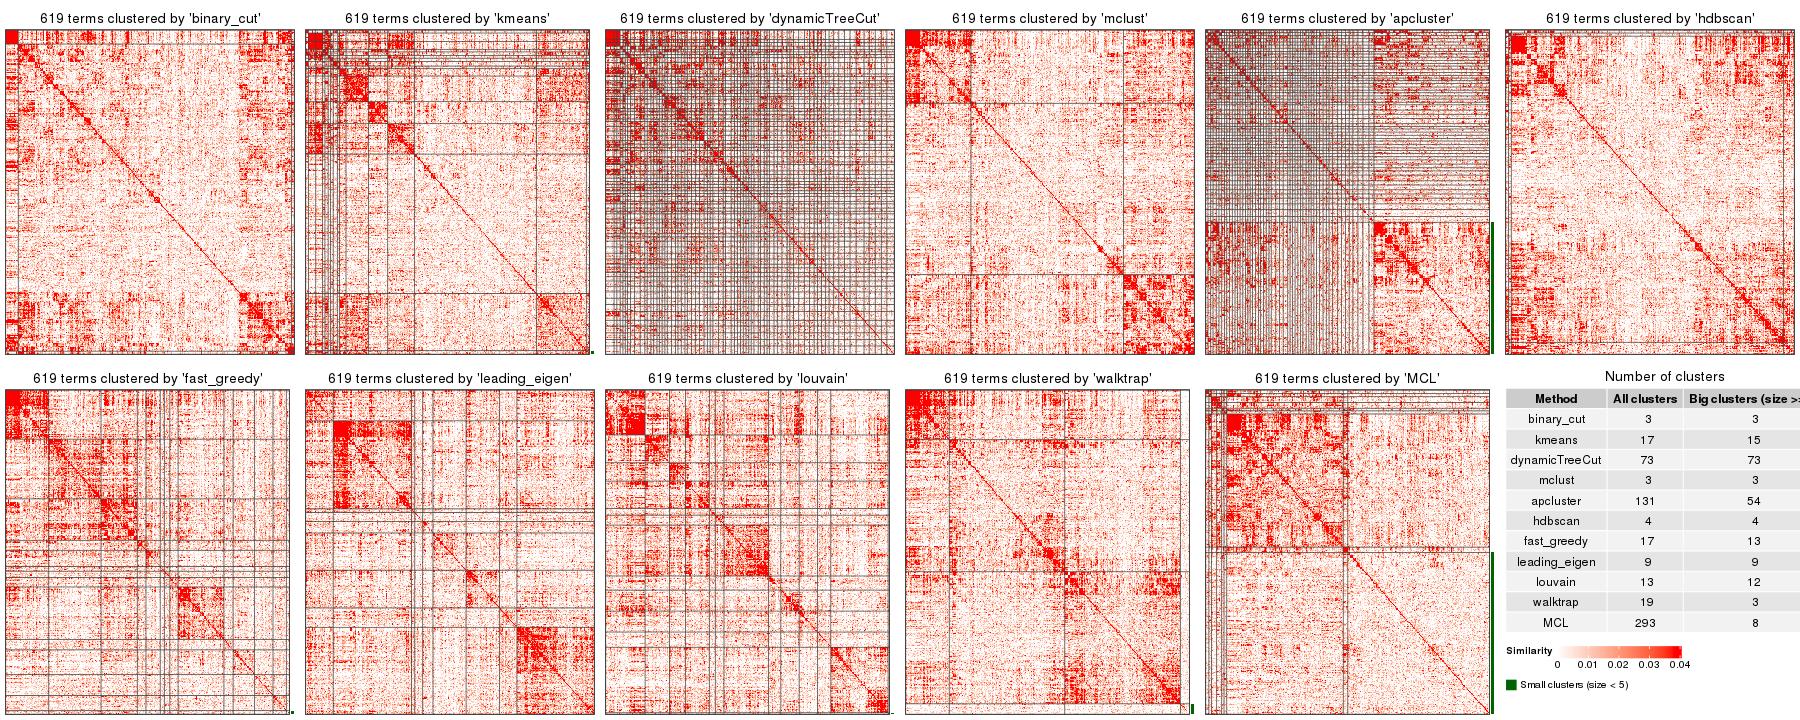 619 terms clustered by 'binary_cut'
619 terms clustered by 'kmeans'
619 terms clustered by 'dynamicTreeCut'
619 terms clustered by 'mclust'
619 terms clustered by 'apcluster'
619 terms clustered by 'hdbscan'
619 terms clustered by 'fast_greedy'
619 terms clustered by 'leading_eigen'
619 terms clustered by 'louvain'
619 terms clustered by 'walktrap'
619 terms clustered by 'MCL'
Number of clusters
Method All clusters Big clusters (size >=
binary_cut 3 3
kmeans 17 15
dynamicTreeCut 73 73
mclust 3 3
apcluster 131 54
hdbscan 4 4
fast_greedy 17 13
leading_eigen 9 9
louvain 13 12
walktrap 19 3
MCL 293 8
Similarity
0 0.01 0.02 0.03 0.04
Small clusters (size < 5)